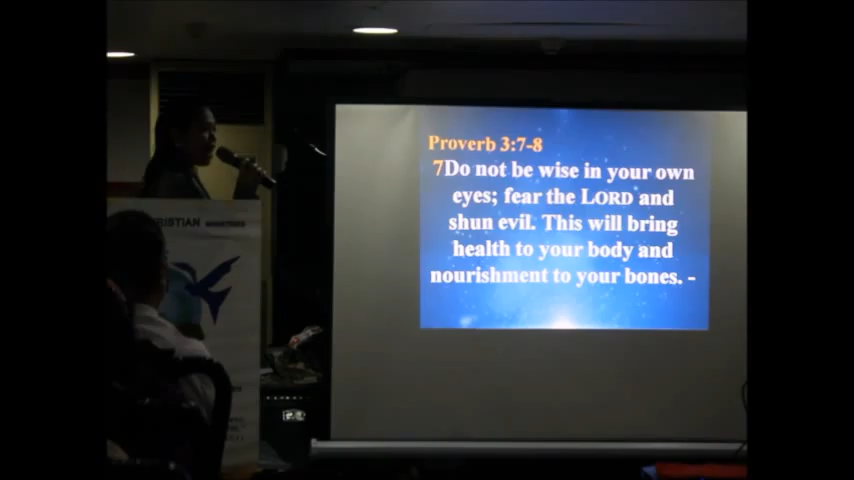 Proverb 3:7-8
7Do not be wise in your own
eyes; fear the LORD and
shun evil. This will bring
health to your body and
nourishment to your bones. -